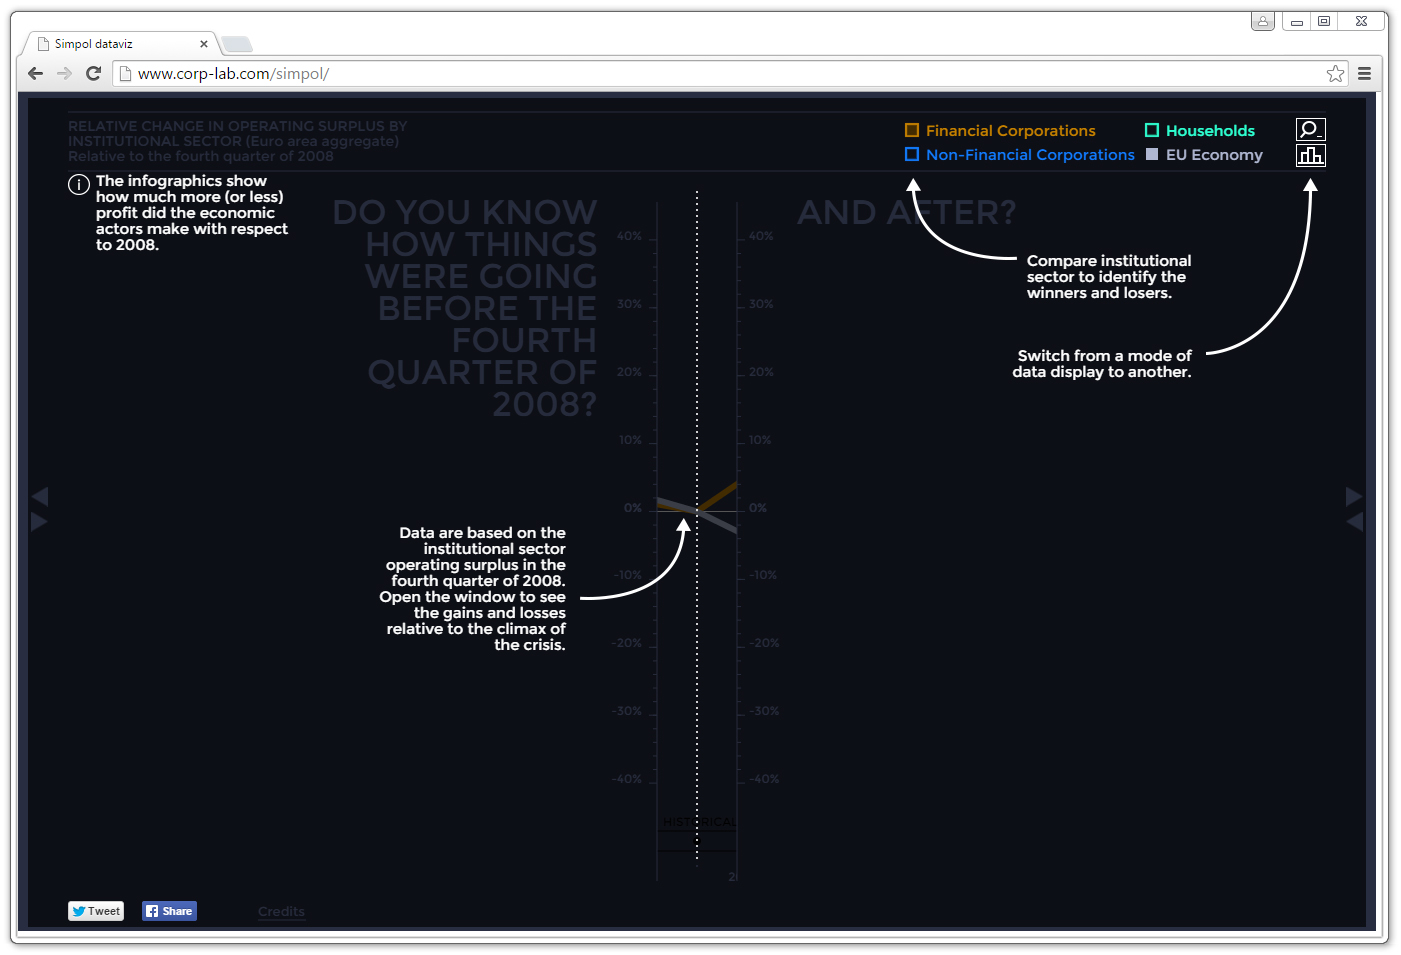 Simpol dataviz
www.corp-lab.com/simpol/
RELATIVE CHANGE IN OPERATING SURPLUS BY
INSTITUTIONAL SECTOR (Euro area aggregate)
Relative to the fourth quarter of 2008
Financial Corporations
Households
Non-Financial Corporations
EU Economy
The infographics show
how much more (or less)
profit did the economic
actors make with respect
to 2008.
DO YOU KNOW
HOW THINGS
WERE GOING
BEFORE THE
FOURTH
QUARTER OF
2008?
AND AFTER?
Compare institutional
sector to identify the
winners and losers.
Switch from a mode of
data display to another.
40% 40%
30% 30%
20% 20%
10% 10%
0% 0%
-10% -10%
-20% -20%
-30% -30%
-40% -40%
Data are based on the
institutional sector
operating surplus in the
fourth quarter of 2008.
Open the window to see
the gains and losses
relative to the climax of
the crisis.
HISTORICAL
2
Tweet
Share
Credits